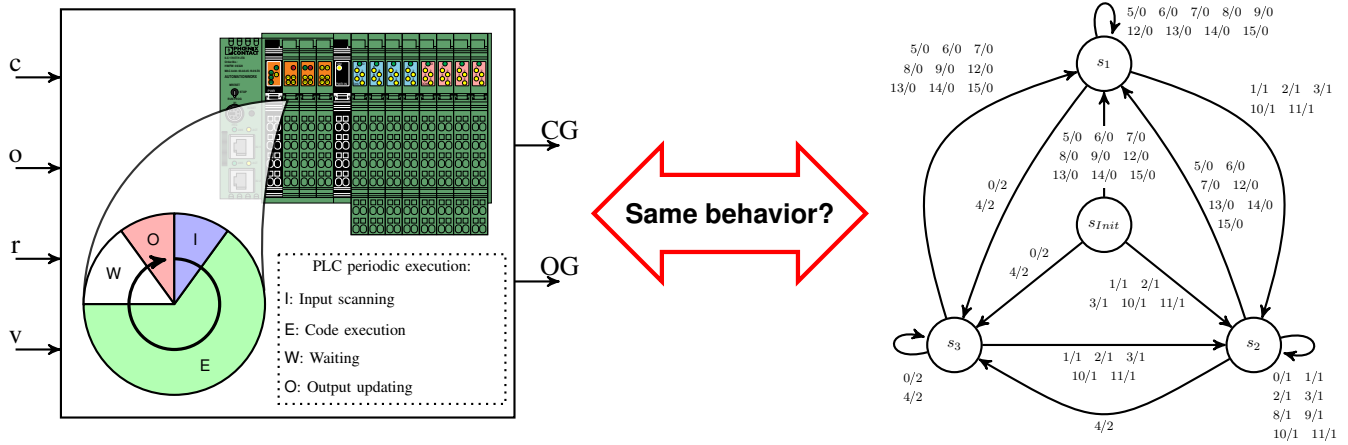 c
o
r
v
PHOENIX
CONTACT
CG
OG
W
O
I
E
PLC periodic execution:
I: Input scanning
E: Code execution
W: Waiting
O: Output updating
Same behavior?
5/0 6/0 7/0 8/0 9/0
12/0 13/0 14/0 15/0
s1
5/0 6/0 7/0
8/0 9/0 12/0
13/0 14/0 15/0
1/1 2/1 3/1
10/1 11/1
5/0 6/0 7/0
8/0 9/0 12/0
13/0 14/0 15/0
0/2
4/2
5/0 6/0
7/0 12/0
13/0 14/0
15/0
sInit
0/2
4/2
1/1 2/1
3/1 10/1 11/1
s3
s2
1/1 2/1 3/1
10/1 11/1
0/2
4/2
4/2
0/1 1/1
2/1 3/1
8/1 9/1
10/1 11/1